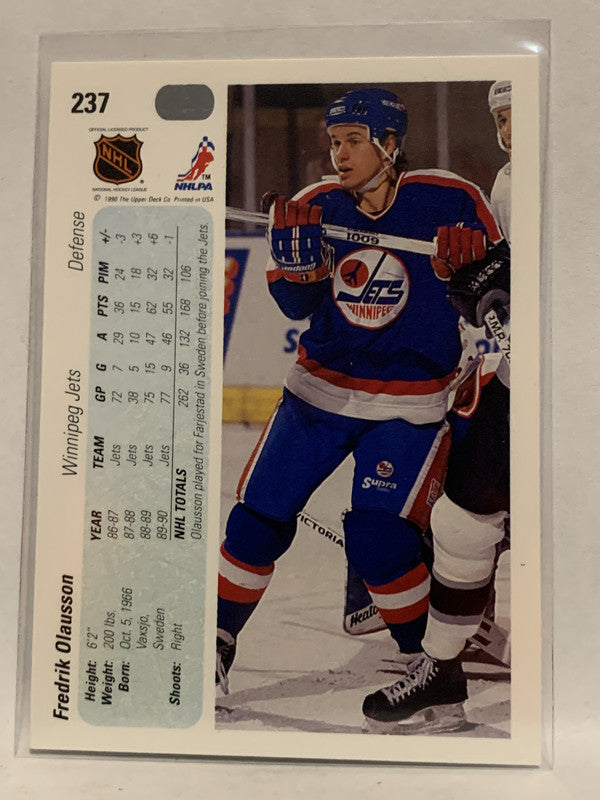 237
OFFICIAL LICENSED PRODUCT
NHL
NATIONAL HOCKEY LEAGUE
TM
NHLPA
© 1990 The Upper Deck Co. Printed in USA
Fredrik Olausson Winnipeg Jets Defense
Height: 6'2"
Weight: 200 lbs.
Born: Oct. 5, 1966
Vaxsjo,
Sweden
Shoots: Right
YEAR TEAM GP G A PTS PIM +/-
86-87 Jets 72 7 29 36 24 -3
87-88 Jets 38 5 10 15 18 +3
88-89 Jets 75 15 47 62 32 +6
89-90 Jets 77 9 46 55 32 -1
NHL TOTALS 262 36 132 168 106
Olausson played for Farjestad in Sweden before joining the Jets.
1009
JETS
WINNIPEG
Supra
VICTORIA